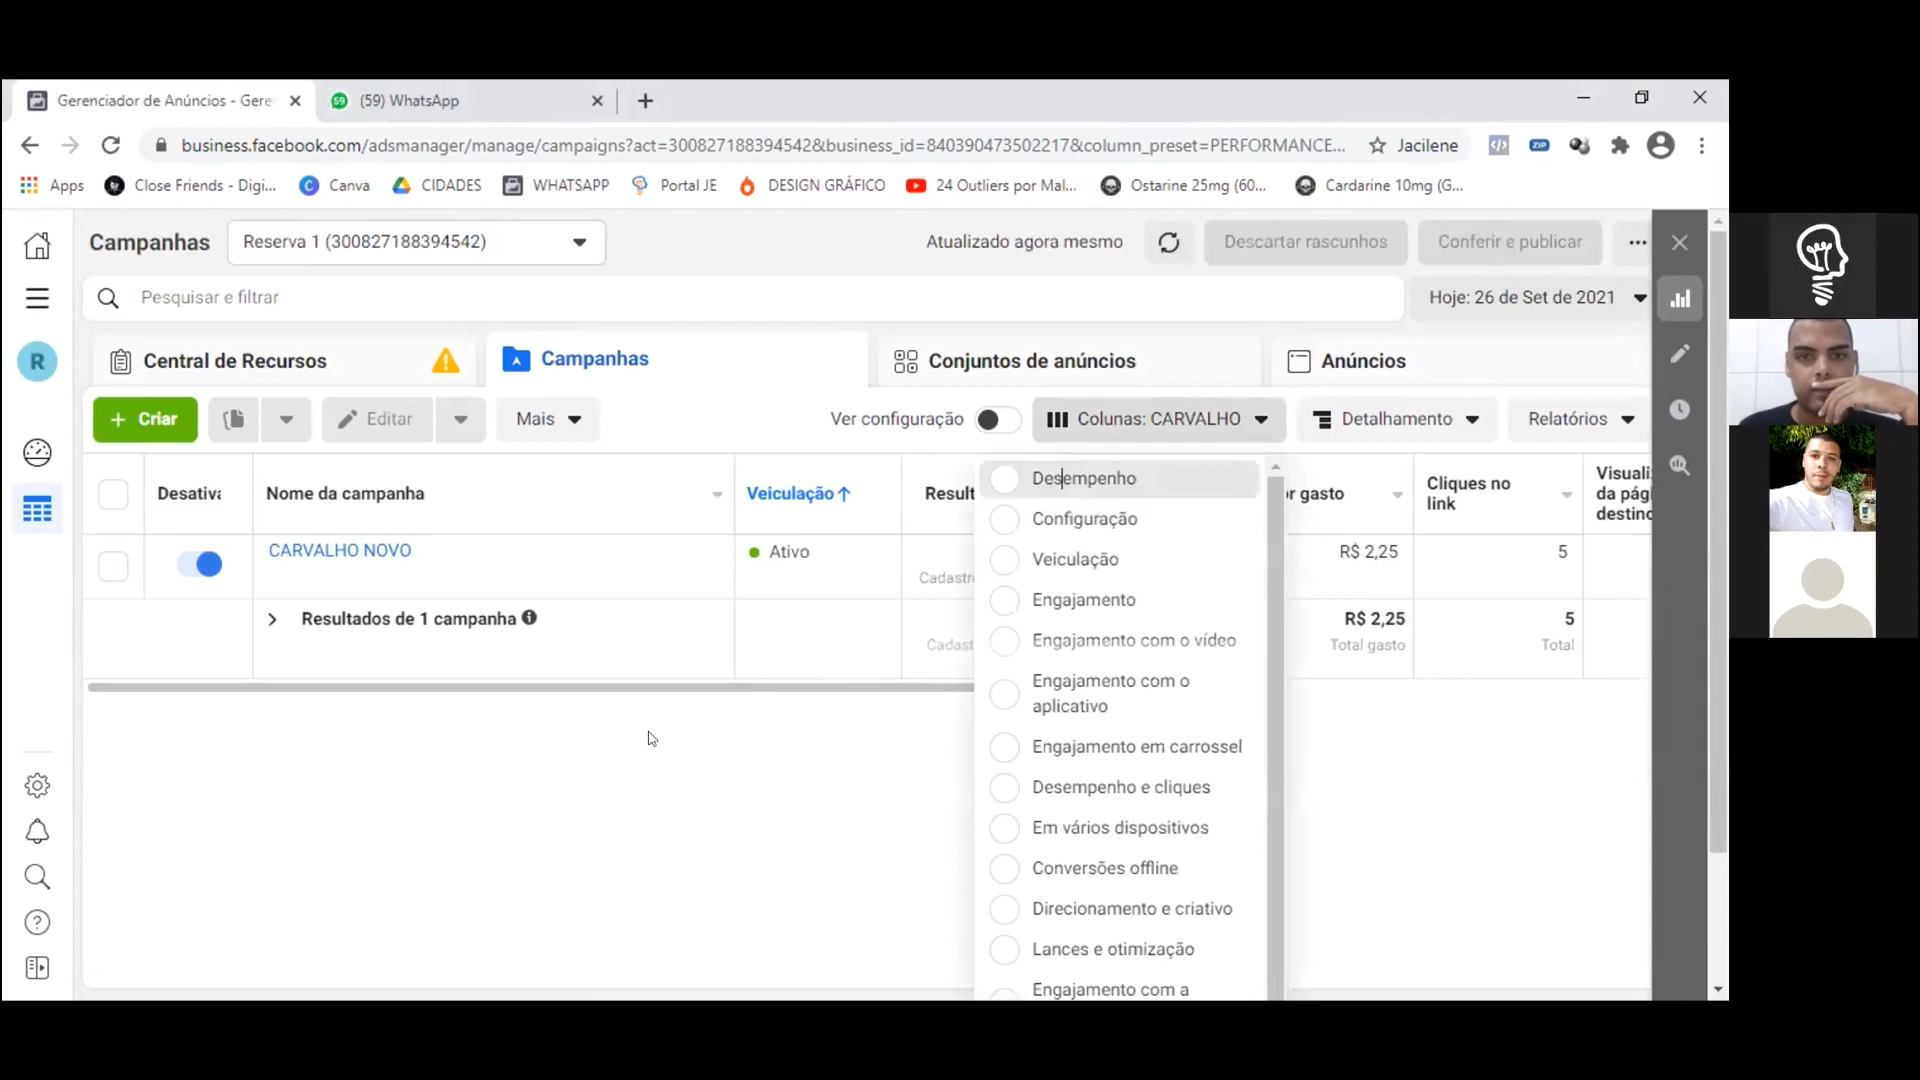 Gerenciador de Anúncios - Gere
59
(59) WhatsApp
business.facebook.com/adsmanager/manage/campaigns?act=300827188394542&business_id=840390473502217&column_preset=PERFORMANCE...
Jacilene
ZIP
Apps
Close Friends - Digi...
Canva
CIDADES
WHATSAPP
Portal JE
DESIGN GRÁFICO
24 Outliers por Mal...
Ostarine 25mg (60...
Cardarine 10mg (G...
Campanhas
Reserva 1 (300827188394542)
Atualizado agora mesmo
Descartar rascunhos
Conferir e publicar
Pesquisar e filtrar
Hoje: 26 de Set de 2021
R
Central de Recursos
Campanhas
Conjuntos de anúncios
Anúncios
+ Criar
Editar
Mais
Ver configuração
Colunas: CARVALHO
Detalhamento
Relatórios
Desativa
Nome da campanha
Veiculação↑
Result
r gasto
Cliques no
link
Visuali
da pág
destino
CARVALHO NOVO
Ativo
Cadastr
R$ 2,25
5
Resultados de 1 campanha
Cadast
R$ 2,25
Total gasto
5
Total
Desempenho
Configuração
Veiculação
Engajamento
Engajamento com o vídeo
Engajamento com o
aplicativo
Engajamento em carrossel
Desempenho e cliques
Em vários dispositivos
Conversões offline
Direcionamento e criativo
Lances e otimização
Engajamento com a